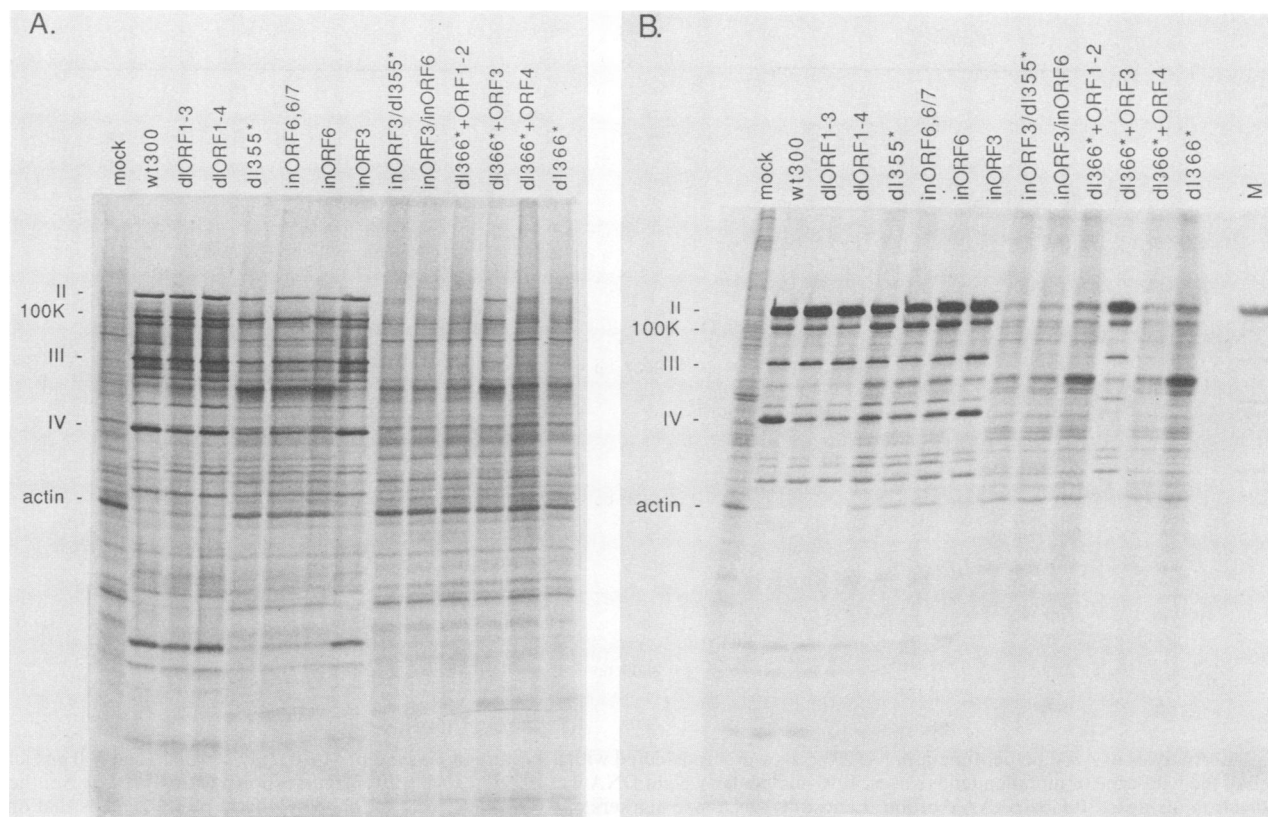 A.
mock
wt300
dlORF1-3
dlORF1-4
dl355*
inORF6,6/7
inORF6
inORF3
inORF3/dl355*
inORF3/inORF6
dl366*+ORF1-2
dl366*+ORF3
dl366*+ORF4
dl366*
II -
100K -
III -
IV -
actin -
B.
mock
wt300
dlORF1-3
dlORF1-4
dl355*
inORF6,6/7
inORF6
inORF3
inORF3/dl355*
inORF3/inORF6
dl366*+ORF1-2
dl366*+ORF3
dl366*+ORF4
dl366*
M
II -
100K -
III -
IV -
actin -